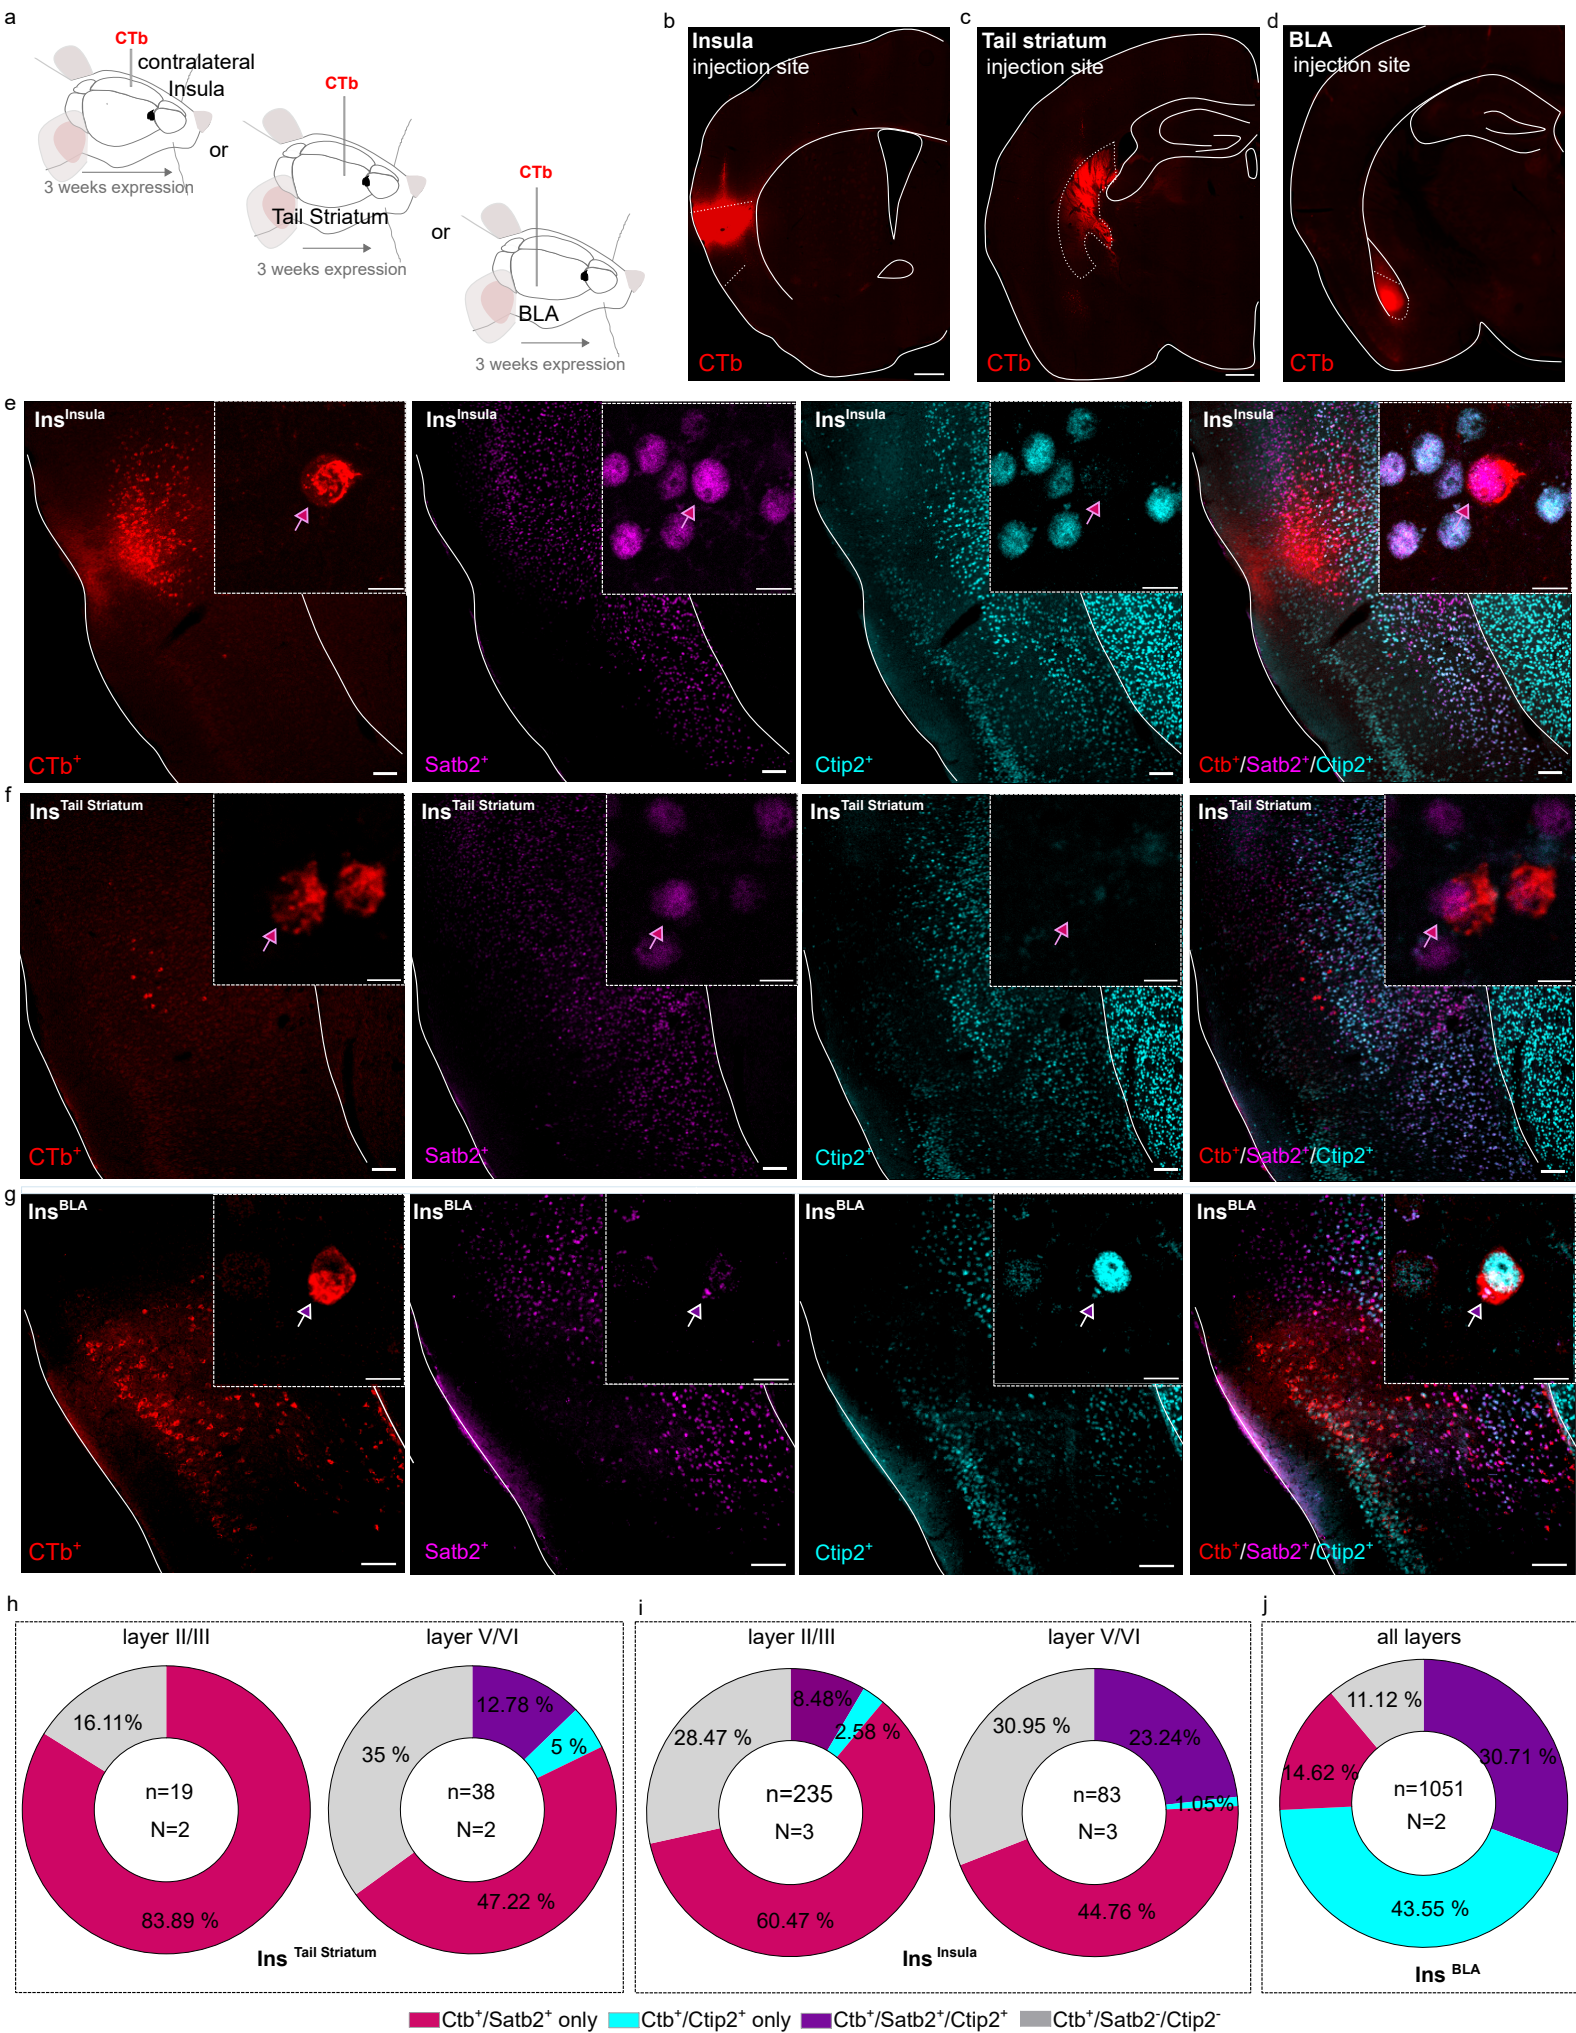 a
CTb
contralateral
Insula
3 weeks expression
or
CTb
Tail Striatum
3 weeks expression
or
CTb
BLA
3 weeks expression
b
Insula
injection site
CTb
c
Tail striatum
injection site
CTb
d
BLA
injection site
CTb
e
Ins^Insula
CTb⁺
Ins^Insula
Satb2⁺
Ins^Insula
Ctip2⁺
Ins^Insula
Ctb⁺/Satb2⁺/Ctip2⁺
f
Ins^Tail Striatum
CTb⁺
Ins^Tail Striatum
Satb2⁺
Ins^Tail Striatum
Ctip2⁺
Ins^Tail Striatum
Ctb⁺/Satb2⁺/Ctip2⁺
g
Ins^BLA
CTb⁺
Ins^BLA
Satb2⁺
Ins^BLA
Ctip2⁺
Ins^BLA
Ctb⁺/Satb2⁺/Ctip2⁺
h
layer II/III
16.11%
n=19
N=2
83.89 %
layer V/VI
12.78 %
5 %
35 %
n=38
N=2
47.22 %
Ins ^Tail Striatum
i
layer II/III
8.48%
2.58 %
28.47 %
n=235
N=3
60.47 %
layer V/VI
30.95 %
23.24%
1.05%
n=83
N=3
44.76 %
Ins ^Insula
j
all layers
11.12 %
30.71 %
14.62 %
n=1051
N=2
43.55 %
Ins ^BLA
Ctb⁺/Satb2⁺ only
Ctb⁺/Ctip2⁺ only
Ctb⁺/Satb2⁺/Ctip2⁺
Ctb⁺/Satb2⁻/Ctip2⁻